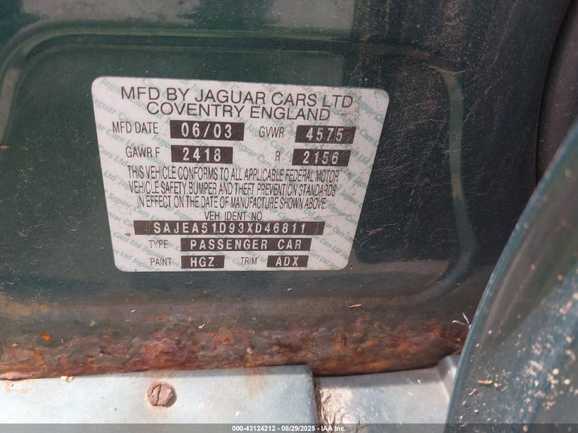 MFD BY JAGUAR CARS LTD
COVENTRY ENGLAND
MFD DATE 06/03 GVWR 4575
GAWR F 2418 R 2156
THIS VEHICLE CONFORMS TO ALL APPLICABLE FEDERAL MOTOR
VEHICLE SAFETY, BUMPER AND THEFT PREVENTION STANDARDS
IN EFFECT ON THE DATE OF MANUFACTURE SHOWN ABOVE
VEH IDENT NO
SAJEA51D93XD46811
TYPE PASSENGER CAR
PAINT HGZ TRIM ADX
000-43124212 - 08/29/2025 - IAA Inc.